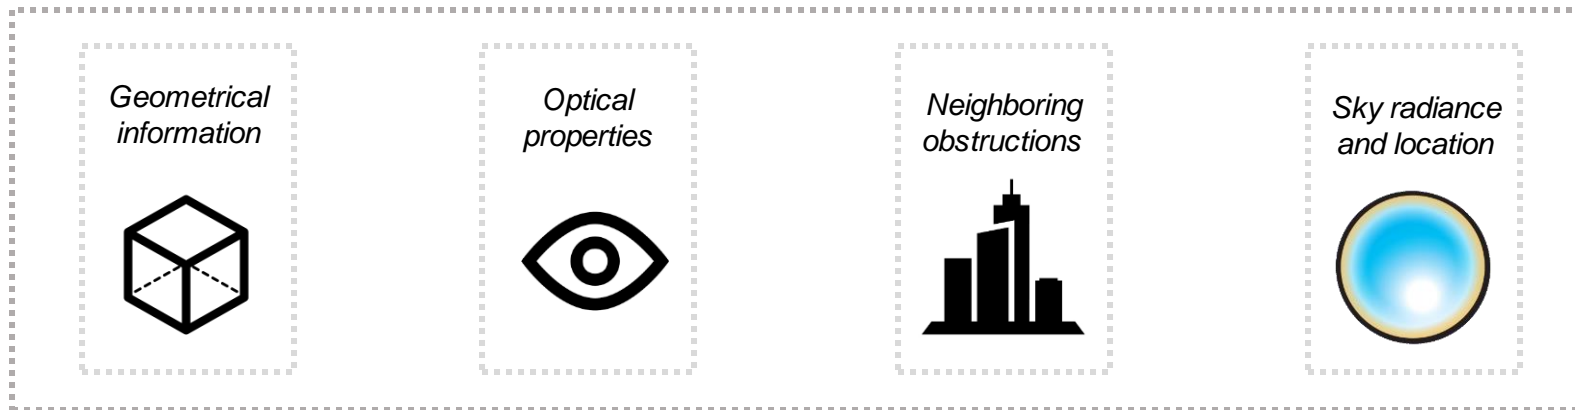 Geometrical
information
Optical
properties
Neighboring
obstructions
Sky radiance
and location